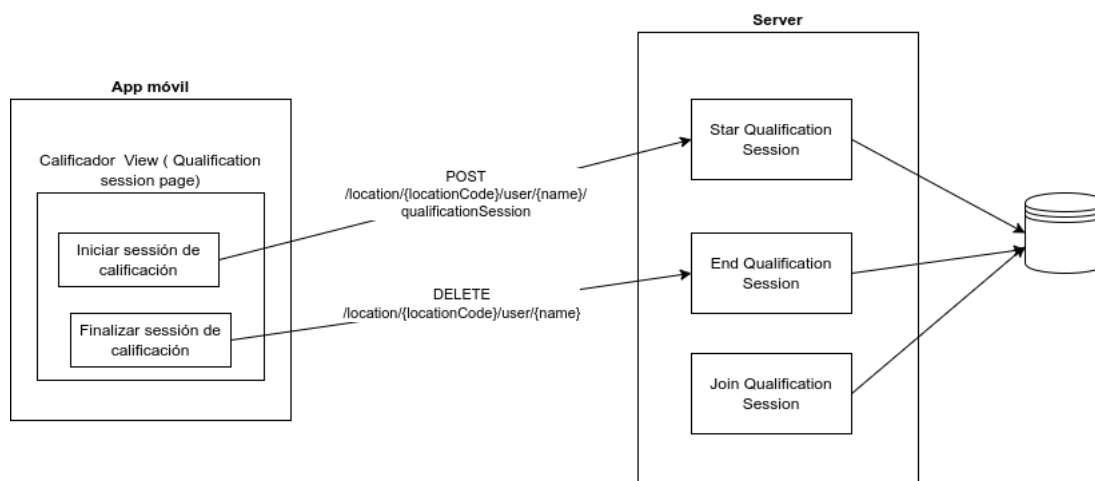 Server
App móvil
Calificador View ( Qualification
session page)
Iniciar sessión de
calificación
Finalizar sessión de
calificación
POST
/location/{locationCode}/user/{name}/
qualificationSession
DELETE
/location/{locationCode}/user/{name}
Star Qualification
Session
End Qualification
Session
Join Qualification
Session